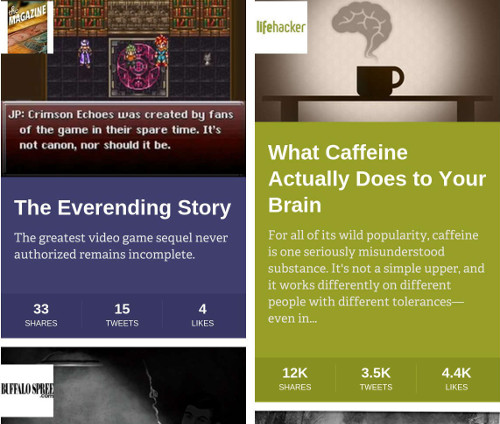 the
MAGAZINE
JP: Crimson Echoes was created by fans
of the game in their spare time. It's
not canon, nor should it be.
The Everending Story
The greatest video game sequel never
authorized remains incomplete.
33
SHARES
15
TWEETS
4
LIKES
BUFFALO SPREE
.com
lifehacker
What Caffeine
Actually Does to Your
Brain
For all of its wild popularity, caffeine
is one seriously misunderstood
substance. It's not a simple upper, and
it works differently on different
people with different tolerances—
even in...
12K
SHARES
3.5K
TWEETS
4.4K
LIKES